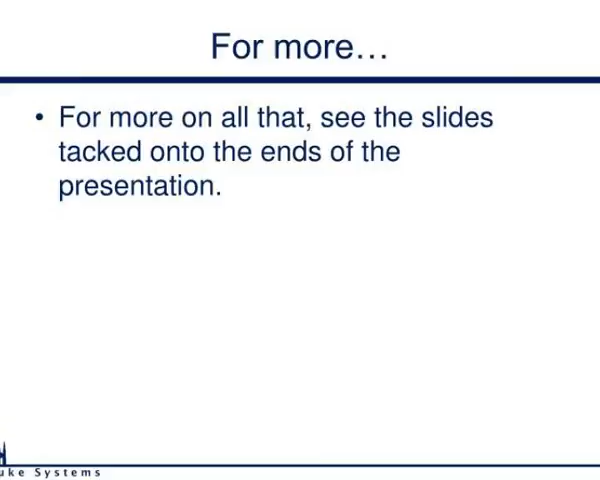 For more…
• For more on all that, see the slides
tacked onto the ends of the
presentation.
uke Systems